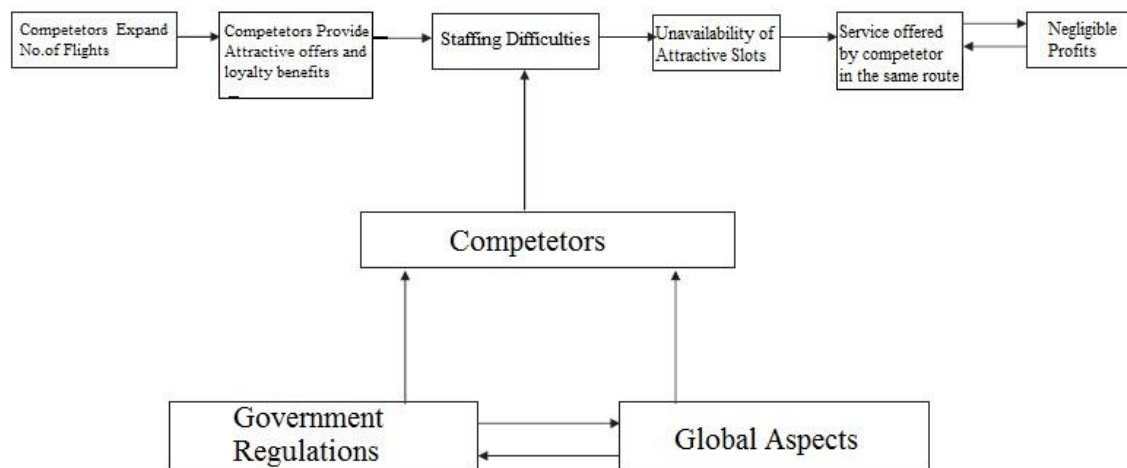 Competetors Expand
No.of Flights
Competetors Provide
Attractive offers and
loyalty benefits
Staffing Difficulties
Unavailability of
Attractive Slots
Service offered
by competetor
in the same route
Negligible
Profits
Competetors
Government
Regulations
Global Aspects